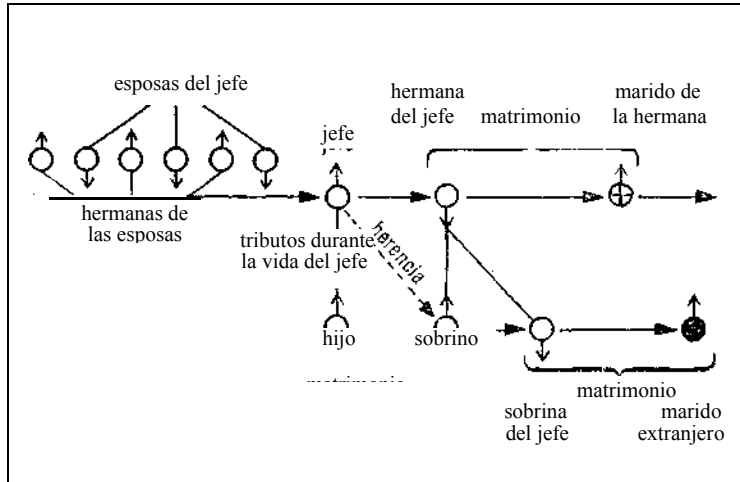 esposas del jefe
hermana
del jefe
matrimonio
marido de
la hermana
jefe
hermanas de
las esposas
tributos durante
la vida del jefe
herencia
hijo
sobrino
matrimonio
sobrina
del jefe
marido
extranjero